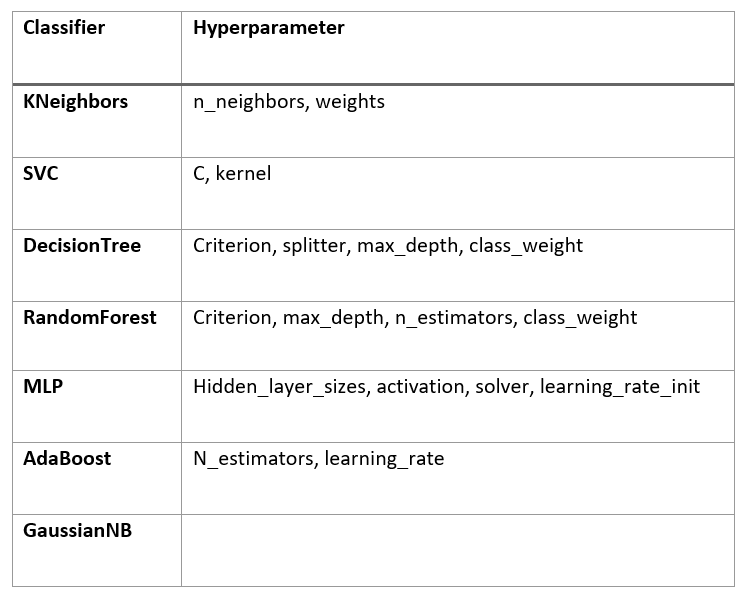 Classifier Hyperparameter
KNeighbors n_neighbors, weights
SVC C, kernel
DecisionTree Criterion, splitter, max_depth, class_weight
RandomForest Criterion, max_depth, n_estimators, class_weight
MLP Hidden_layer_sizes, activation, solver, learning_rate_init
AdaBoost N_estimators, learning_rate
GaussianNB